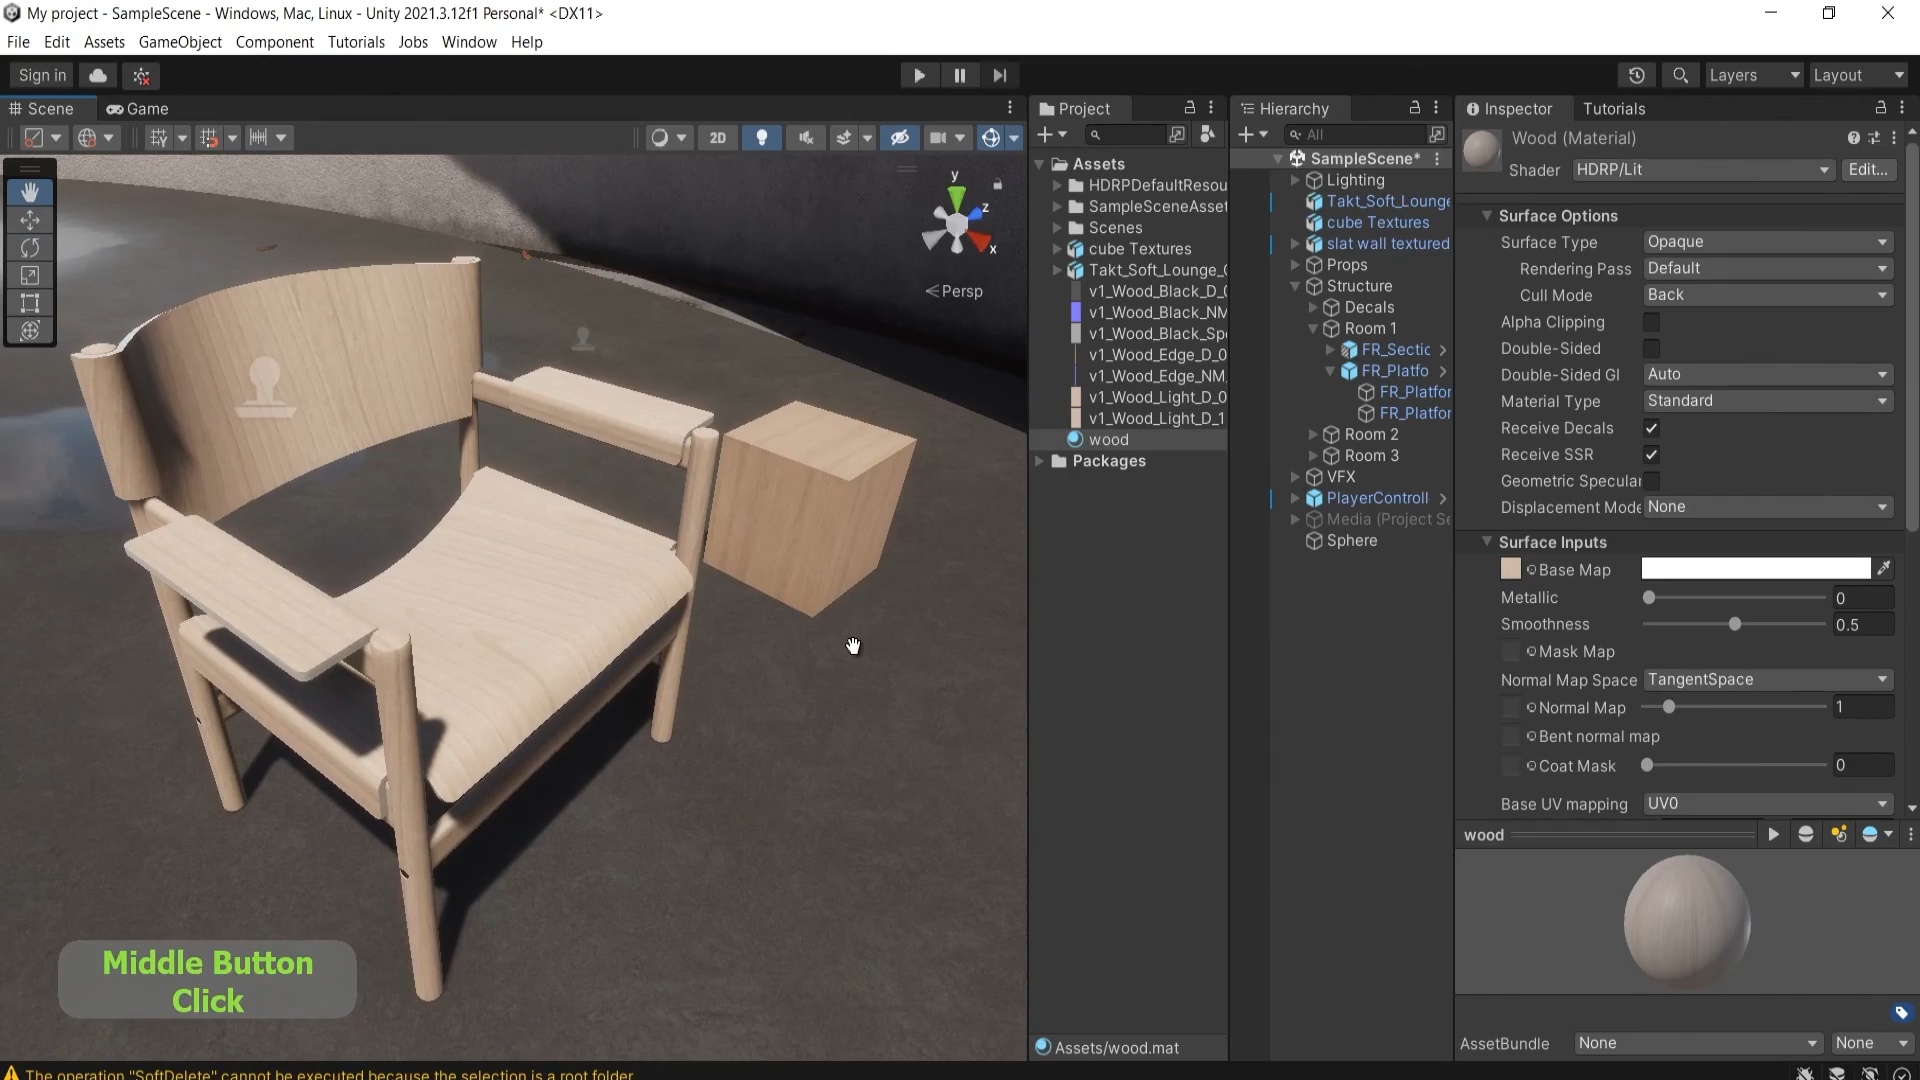 My project - SampleScene - Windows, Mac, Linux - Unity 2021.3.12f1 Personal* <DX11>
File Edit Assets GameObject Component Tutorials Jobs Window Help
Sign in
Layers
Layout
Scene
Game
2D
y
z
x
Persp
Middle Button
Click
Project
Assets
HDRPDefaultResou
SampleSceneAsset
Scenes
cube Textures
Takt_Soft_Lounge_
v1_Wood_Black_D_0
v1_Wood_Black_NM
v1_Wood_Black_Spe
v1_Wood_Edge_D_0
v1_Wood_Edge_NM
v1_Wood_Light_D_0
v1_Wood_Light_D_1
wood
Packages
Assets/wood.mat
Hierarchy
All
SampleScene*
Lighting
Takt_Soft_Lounge
cube Textures
slat wall textured
Props
Structure
Decals
Room 1
FR_Sectic
FR_Platfo
FR_Platfor
FR_Platfor
Room 2
Room 3
VFX
PlayerControll
Media (Project Se
Sphere
Inspector
Tutorials
Wood (Material)
Shader HDRP/Lit Edit...
Surface Options
Surface Type Opaque
Rendering Pass Default
Cull Mode Back
Alpha Clipping
Double-Sided
Double-Sided GI Auto
Material Type Standard
Receive Decals
Receive SSR
Geometric Specular
Displacement Mode None
Surface Inputs
Base Map
Metallic 0
Smoothness 0.5
Mask Map
Normal Map Space TangentSpace
Normal Map 1
Bent normal map
Coat Mask 0
Base UV mapping UV0
wood
AssetBundle None None
The operation "SoftDelete" cannot be executed because the selection is a root folder